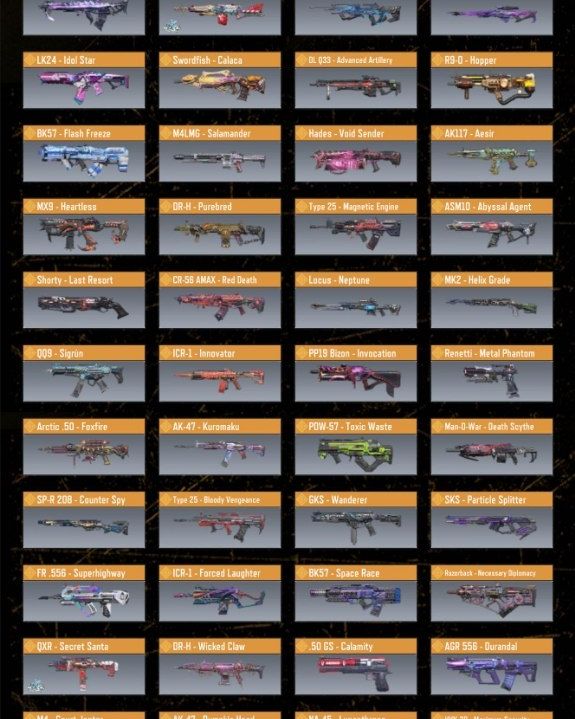 LK24 - Idol Star
Swordfish - Calaca
DL Q33 - Advanced Artillery
R9-0 - Hopper
BK57 - Flash Freeze
M4LMG - Salamander
Hades - Void Sender
AK117 - Aesir
MX9 - Heartless
DR-H - Purebred
Type 25 - Magnetic Engine
ASM10 - Abyssal Agent
Shorty - Last Resort
CR-56 AMAX - Red Death
Locus - Neptune
MK2 - Helix Grade
QQ9 - Sigrún
ICR-1 - Innovator
PP19 Bizon - Invocation
Renetti - Metal Phantom
Arctic .50 - Foxfire
AK-47 - Kuromaku
PDW-57 - Toxic Waste
Man-O-War - Death Scythe
SP-R 208 - Counter Spy
Type 25 - Bloody Vengeance
GKS - Wanderer
SKS - Particle Splitter
FR .556 - Superhighway
ICR-1 - Forced Laughter
BK57 - Space Race
Razorback - Necessary Diplomacy
QXR - Secret Santa
DR-H - Wicked Claw
.50 GS - Calamity
AGR 556 - Durandal